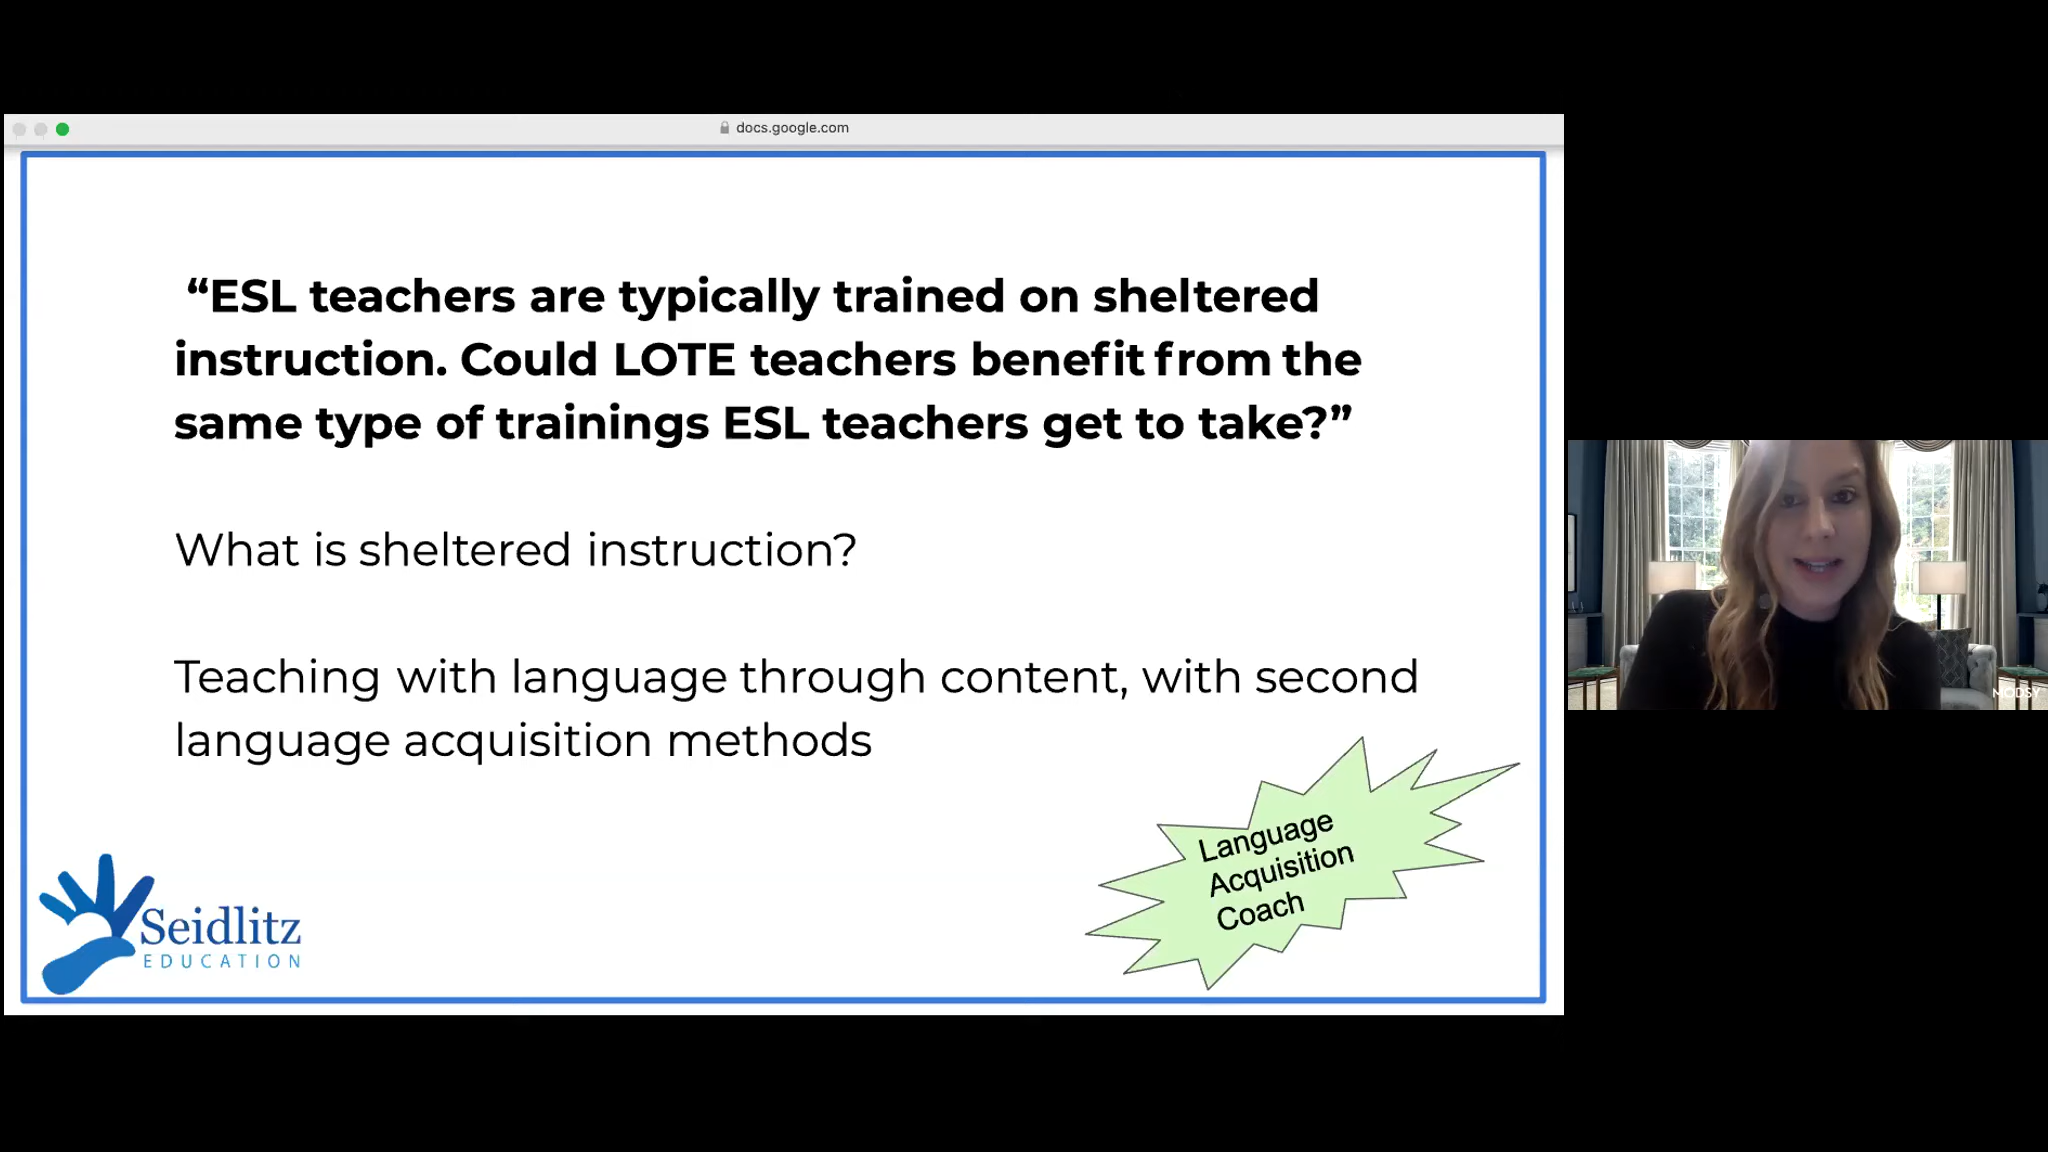 docs.google.com
“ESL teachers are typically trained on sheltered
instruction. Could LOTE teachers benefit from the
same type of trainings ESL teachers get to take?”
What is sheltered instruction?
Teaching with language through content, with second
language acquisition methods
Language
Acquisition
Coach
Seidlitz
EDUCATION
MODSY